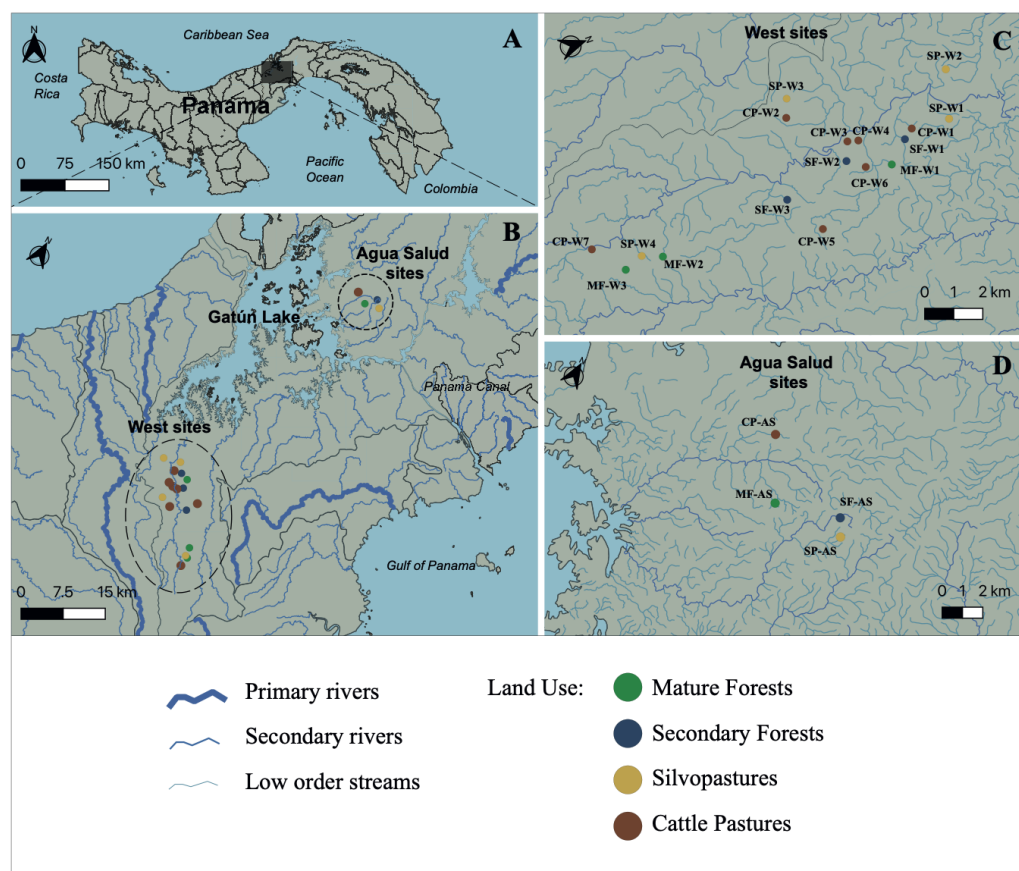 A
Caribbean Sea
Costa
Rica
Panama
0 75 150 km
Pacific
Ocean
Colombia
B
Agua Salud
sites
Gatún Lake
Panama Canal
West sites
Gulf of Panama
0 7.5 15 km
C
West sites
SP-W2
SP-W3
SP-W1
CP-W2
CP-W3
CP-W4
CP-W1
SF-W1
SF-W2
MF-W1
CP-W6
SF-W3
CP-W5
CP-W7
SP-W4
MF-W2
MF-W3
0 1 2 km
D
Agua Salud
sites
CP-AS
MF-AS
SF-AS
SP-AS
0 1 2 km
Primary rivers
Secondary rivers
Low order streams
Land Use:
Mature Forests
Secondary Forests
Silvopastures
Cattle Pastures